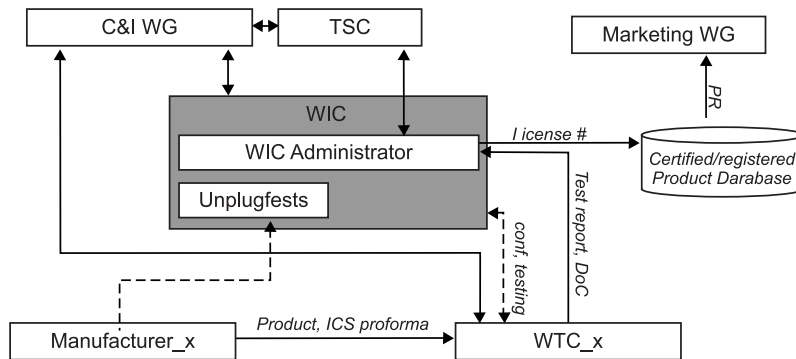 C&I WG
TSC
Marketing WG
PR
WIC
I icense #
WIC Administrator
Certified/registered
Product Darabase
Unplugfests
conf, testing
Test report, DoC
Product, ICS proforma
Manufacturer_x
WTC_x